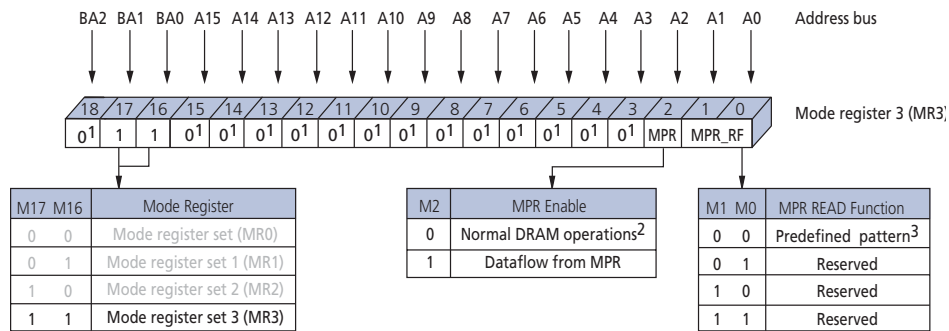 BA2 BA1 BA0 A15 A14 A13 A12 A11 A10 A9 A8 A7 A6 A5 A4 A3 A2 A1 A0 Address bus
18 17 16 15 14 13 12 11 10 9 8 7 6 5 4 3 2 1 0 Mode register 3 (MR3)
0¹ 1 1 0¹ 0¹ 0¹ 0¹ 0¹ 0¹ 0¹ 0¹ 0¹ 0¹ 0¹ 0¹ 0¹ MPR MPR_RF
M17 M16 Mode Register
0 0 Mode register set (MR0)
0 1 Mode register set 1 (MR1)
1 0 Mode register set 2 (MR2)
1 1 Mode register set 3 (MR3)
M2 MPR Enable
0 Normal DRAM operations²
1 Dataflow from MPR
M1 M0 MPR READ Function
0 0 Predefined pattern³
0 1 Reserved
1 0 Reserved
1 1 Reserved